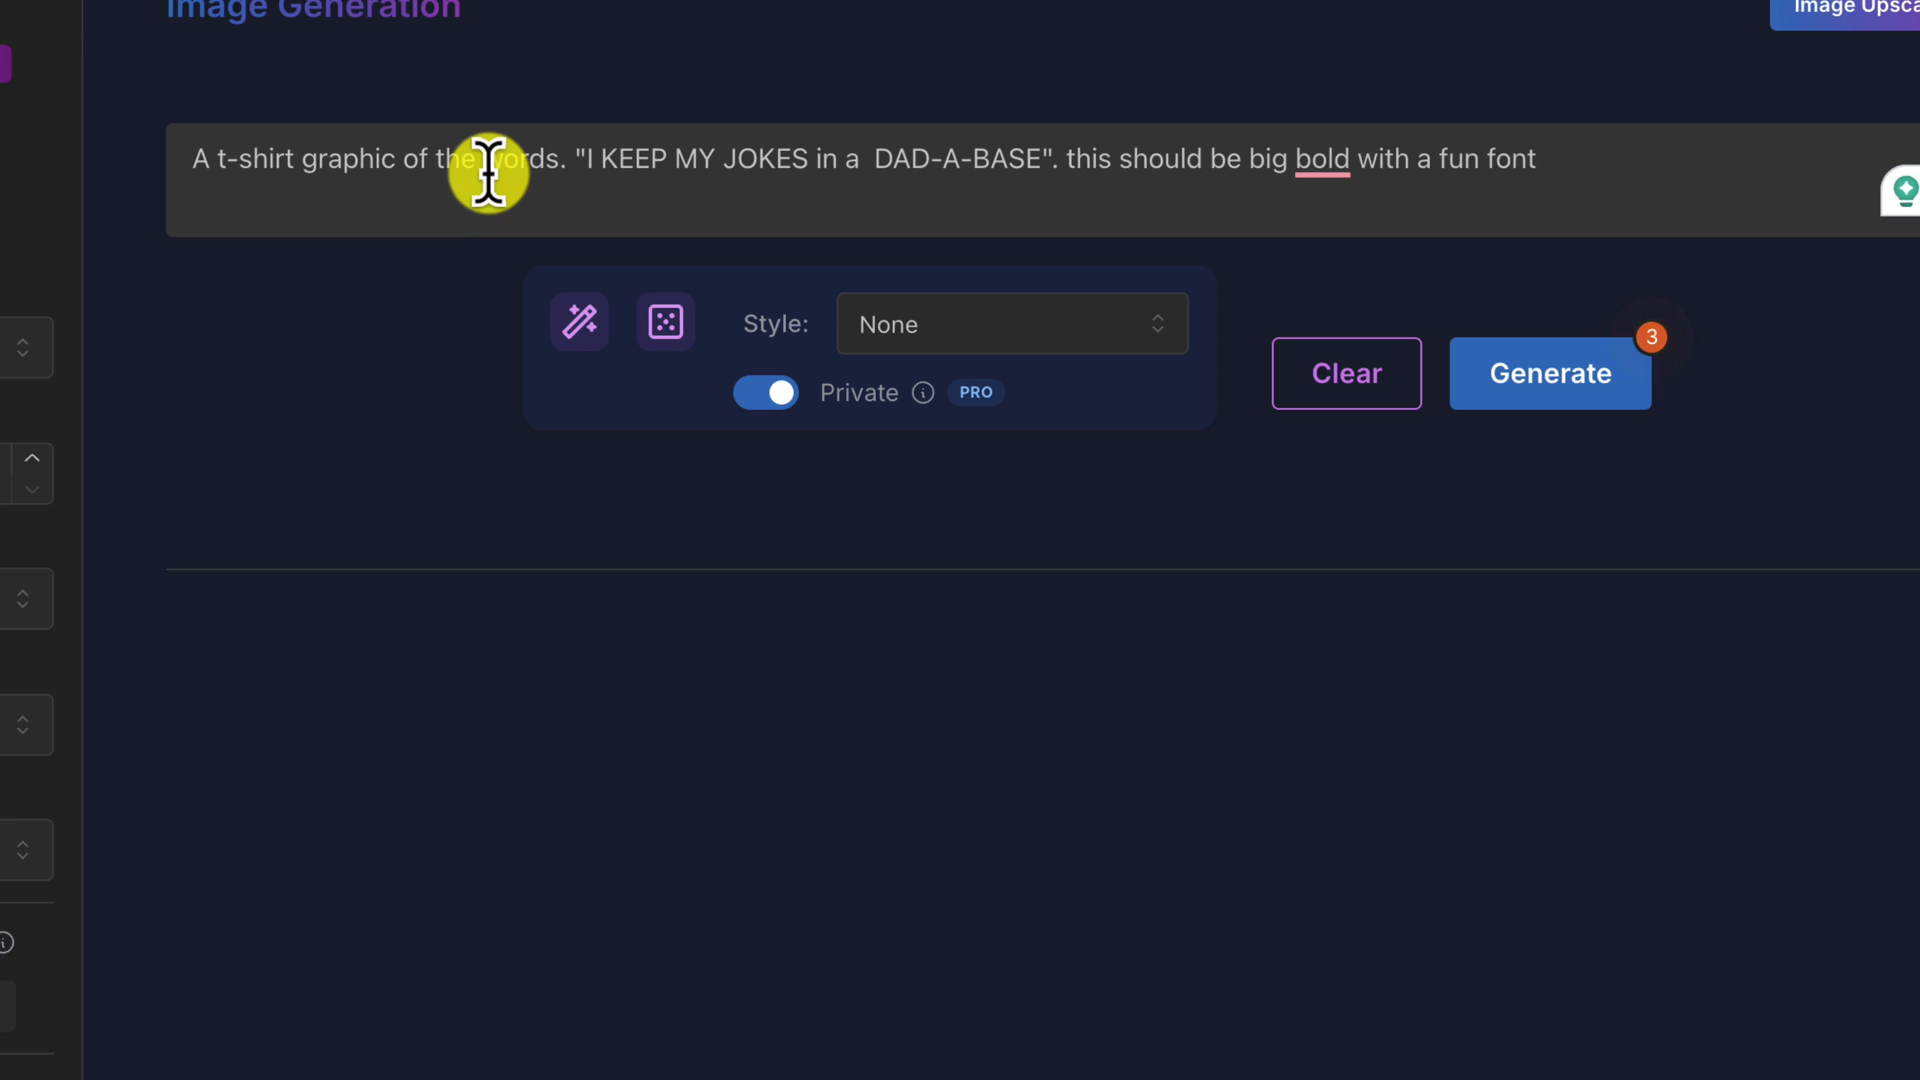 Image Generation
Image Upsca
A t-shirt graphic of the words. "I KEEP MY JOKES in a  DAD-A-BASE". this should be big bold with a fun font
Style:
None
3
Clear
Generate
Private
PRO